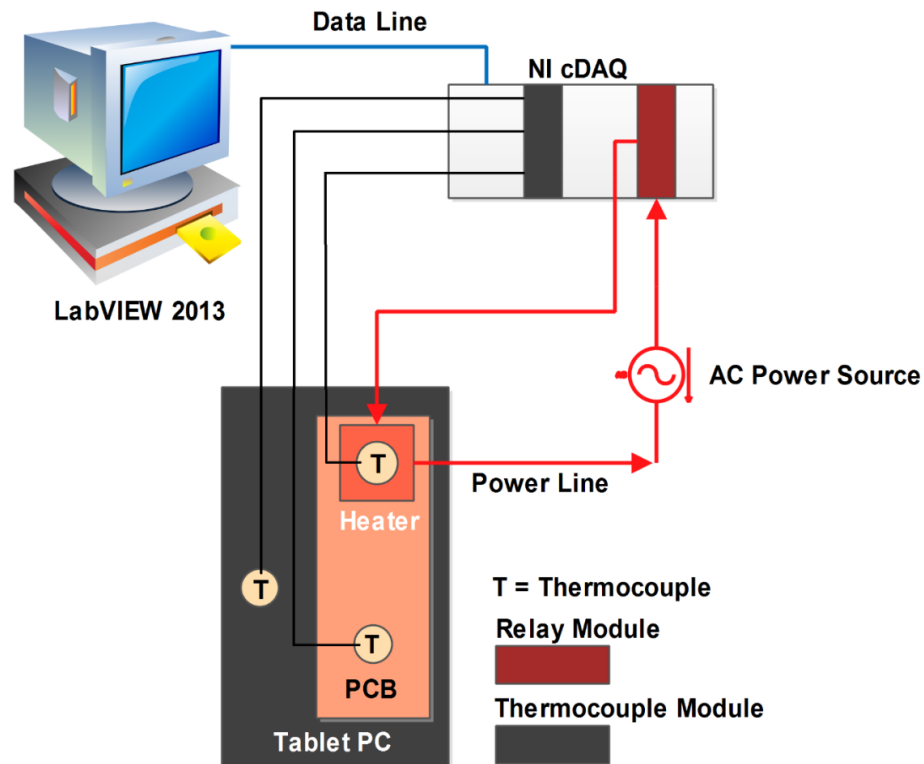 Data Line
NI cDAQ
LabVIEW 2013
AC Power Source
T
Power Line
Heater
T
T
PCB
Tablet PC
T = Thermocouple
Relay Module
Thermocouple Module